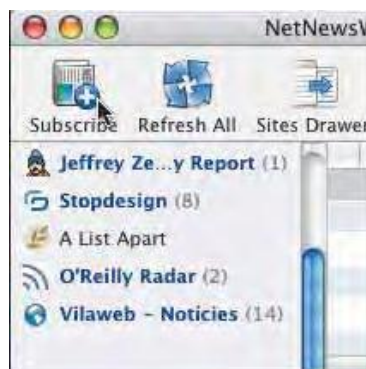 NetNewsW
Subscribe Refresh All Sites Drawer
Jeffrey Ze...y Report (1)
Stopdesign (8)
A List Apart
O'Reilly Radar (2)
Vilaweb - Noticies (14)